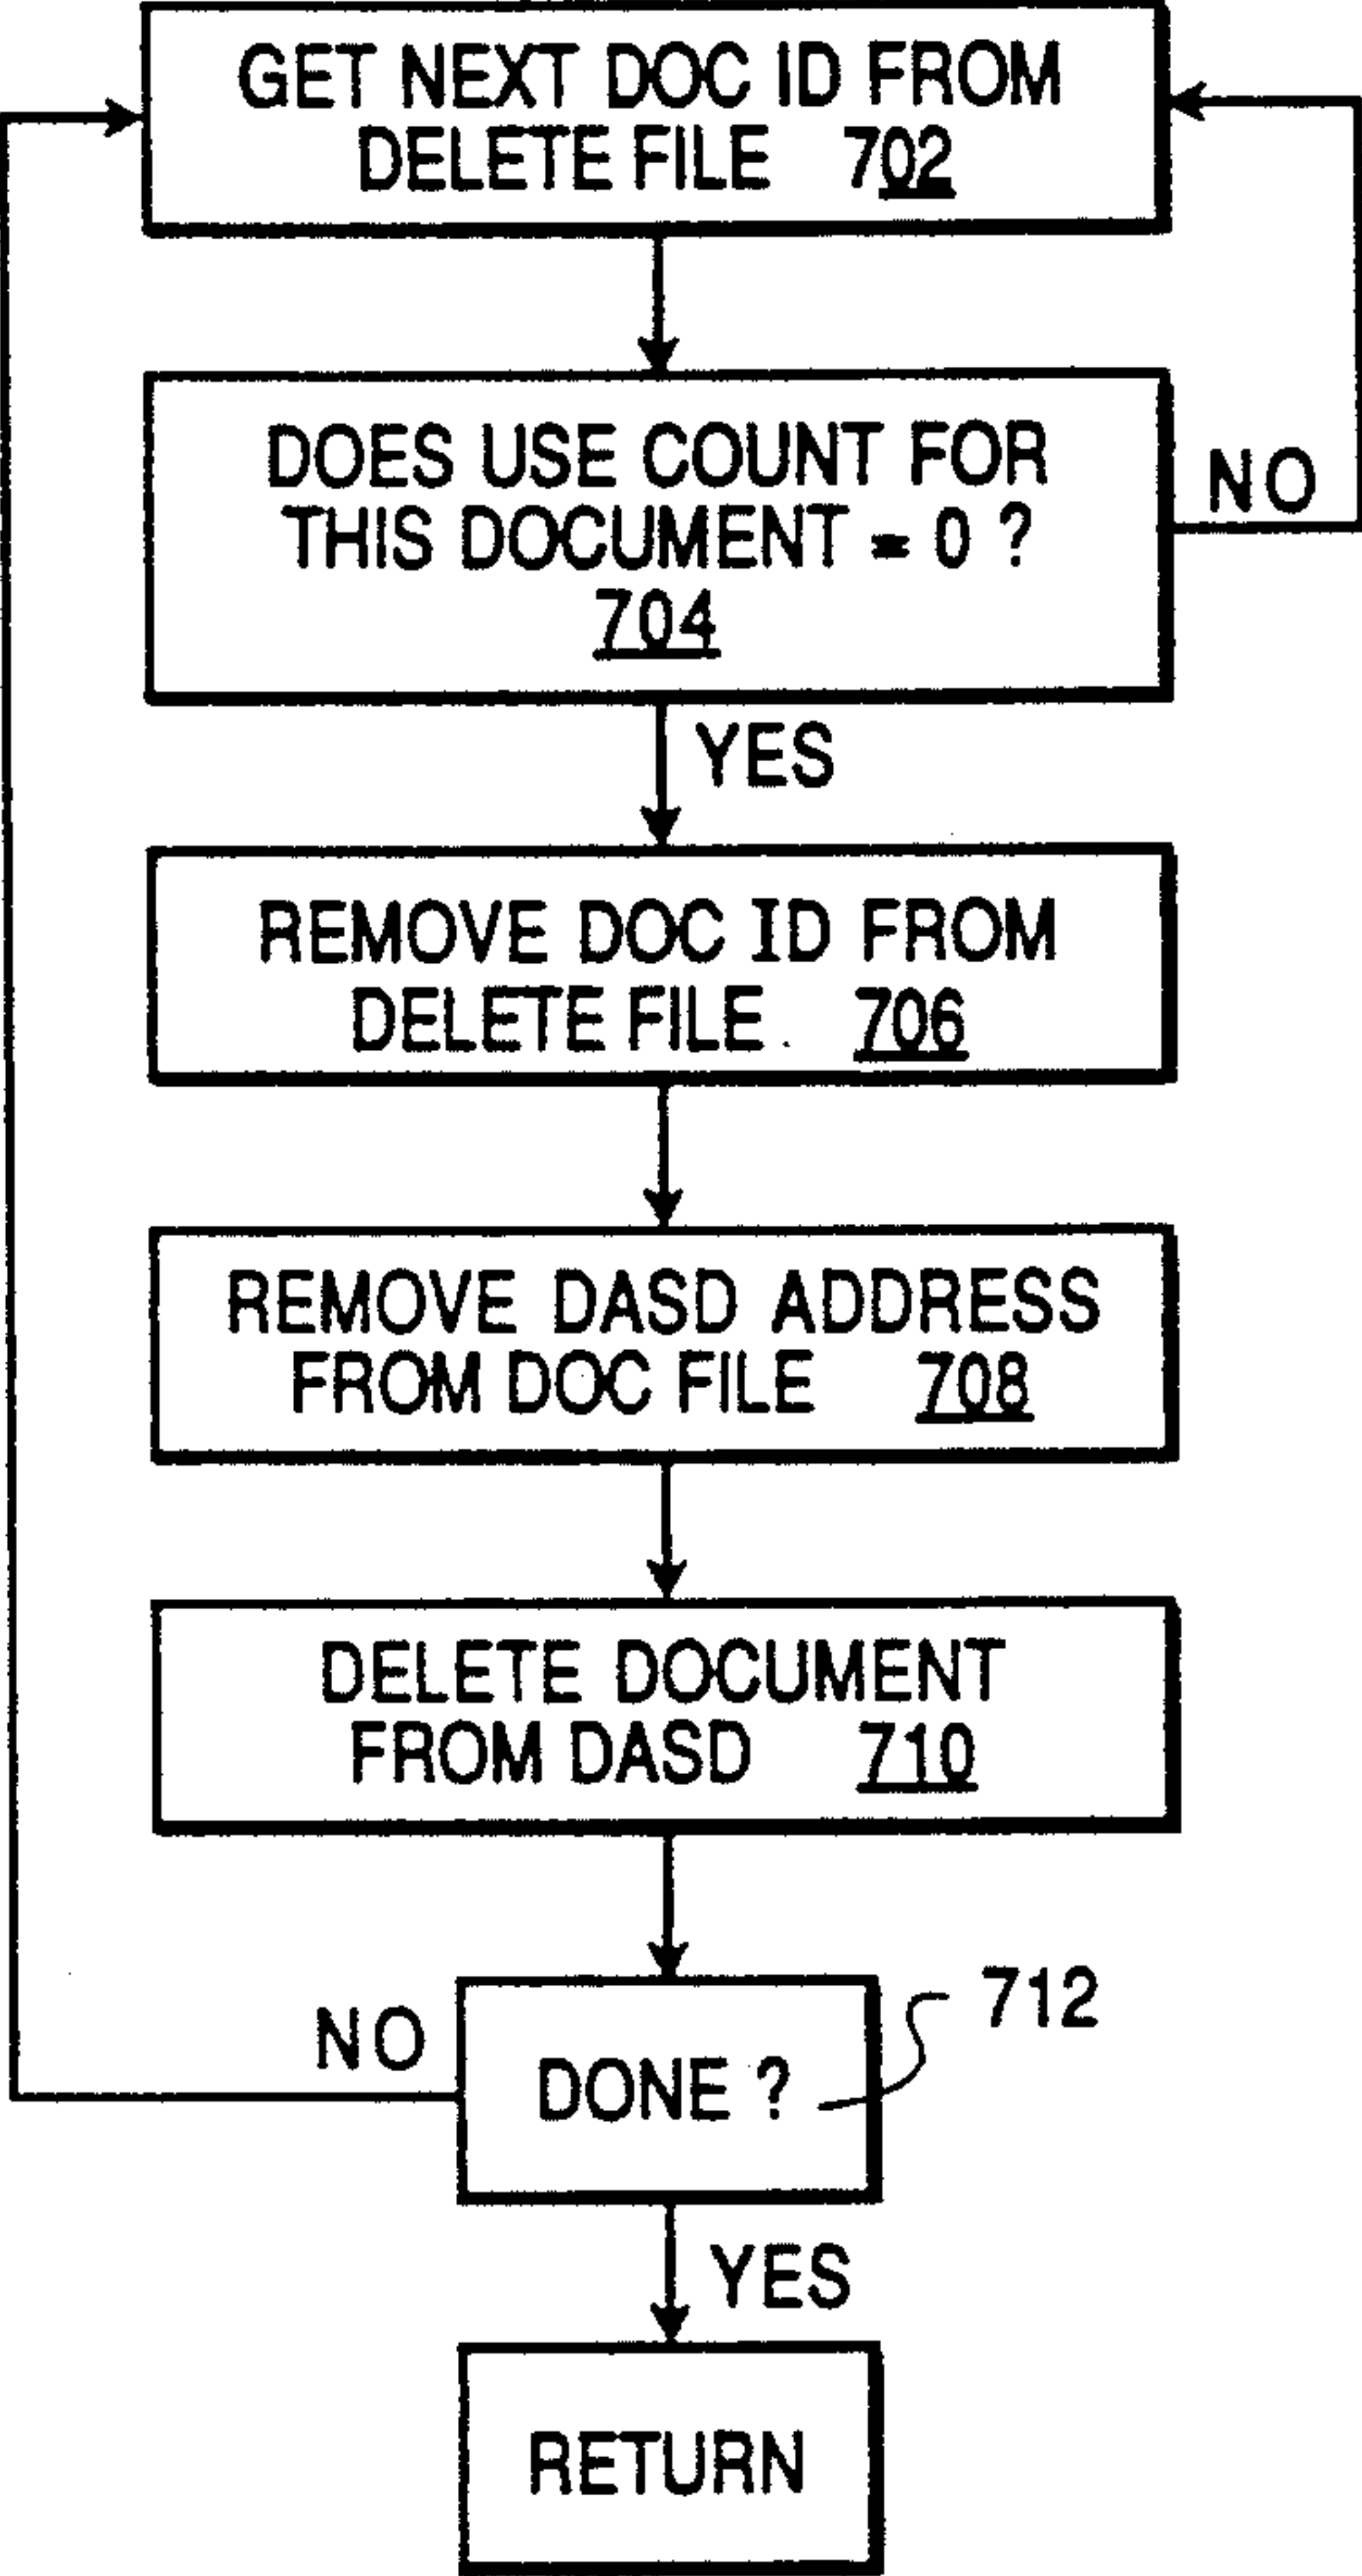 GET NEXT DOC ID FROM
DELETE FILE 702
DOES USE COUNT FOR
THIS DOCUMENT = 0 ?
704
NO
YES
REMOVE DOC ID FROM
DELETE FILE 706
REMOVE DASD ADDRESS
FROM DOC FILE 708
DELETE DOCUMENT
FROM DASD 710
712
NO
DONE ?
YES
RETURN